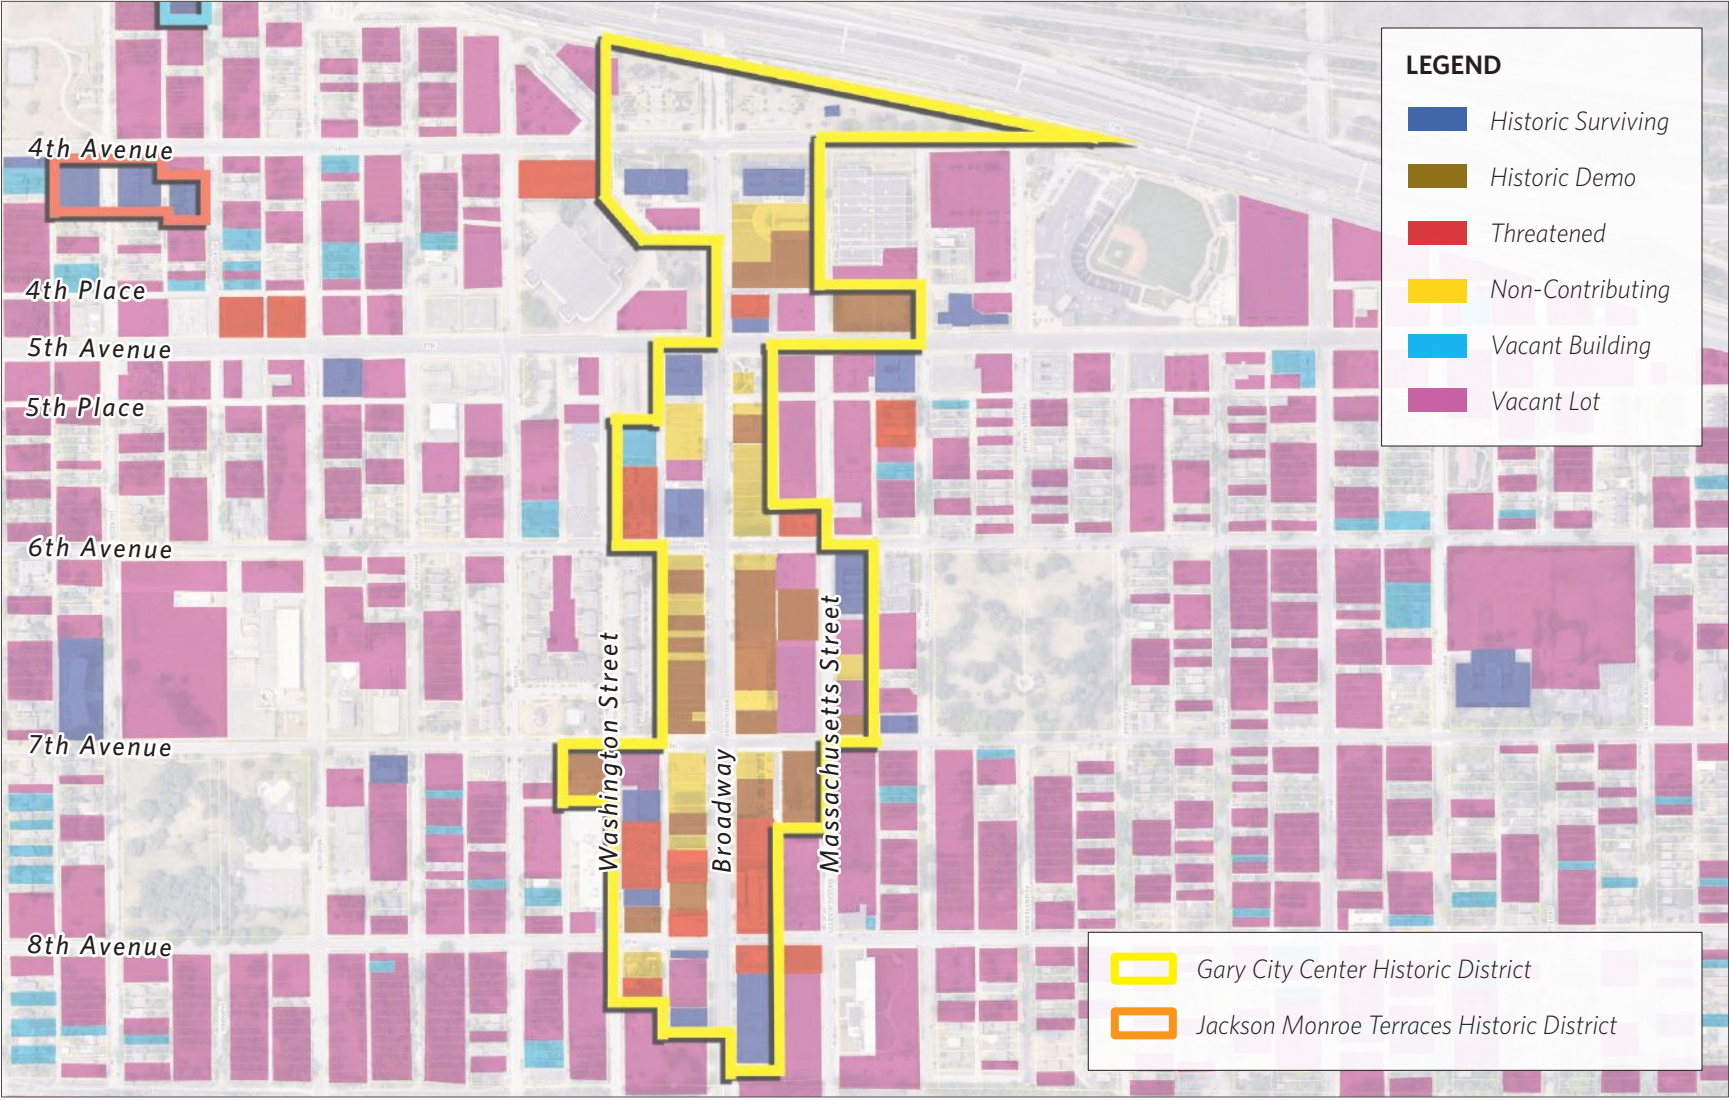 LEGEND
Historic Surviving
Historic Demo
Threatened
Non-Contributing
Vacant Building
Vacant Lot
4th Avenue
4th Place
5th Avenue
5th Place
6th Avenue
7th Avenue
8th Avenue
Washington Street
Broadway
Massachusetts Street
Gary City Center Historic District
Jackson Monroe Terraces Historic District